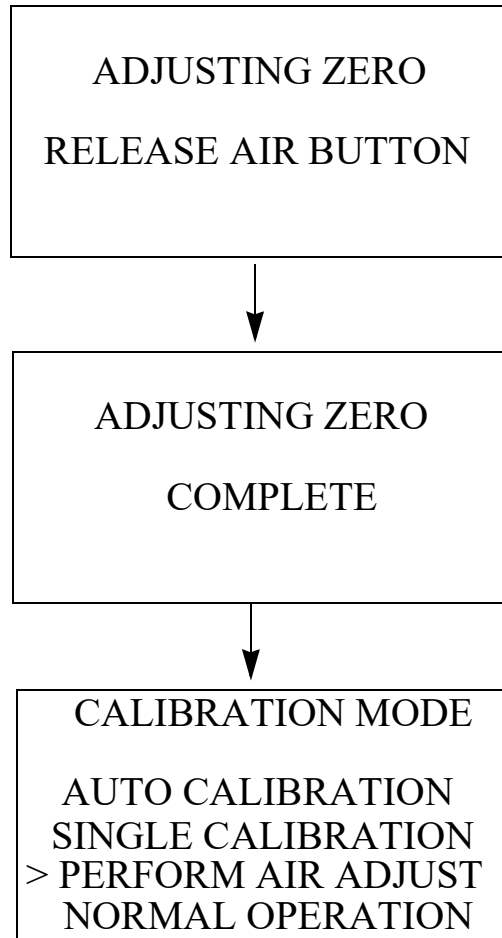 ADJUSTING ZERO
RELEASE AIR BUTTON
ADJUSTING ZERO
COMPLETE
CALIBRATION MODE
AUTO CALIBRATION
SINGLE CALIBRATION
> PERFORM AIR ADJUST
NORMAL OPERATION